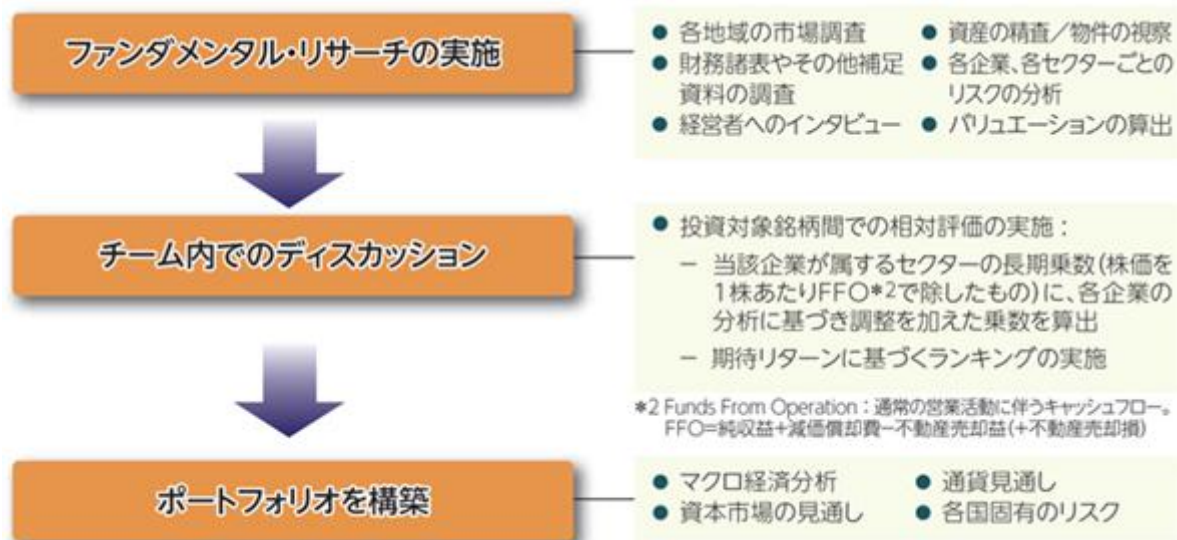 ファンダメンタル・リサーチの実施
● 各地域の市場調査
● 財務諸表やその他補足
資料の調査
● 経営者へのインタビュー
● 資産の精査／物件の視察
● 各企業、各セクターごとの
リスクの分析
● バリュエーションの算出
チーム内でのディスカッション
● 投資対象銘柄間での相対評価の実施：
－ 当該企業が属するセクターの長期乗数（株価を
1株あたりFFO*2で除したもの）に、各企業の
分析に基づき調整を加えた乗数を算出
－ 期待リターンに基づくランキングの実施
*2 Funds From Operation：通常の営業活動に伴うキャッシュフロー。
FFO=純収益+減価償却費－不動産売却益（+不動産売却損）
ポートフォリオを構築
● マクロ経済分析
● 資本市場の見通し
● 通貨見通し
● 各国固有のリスク